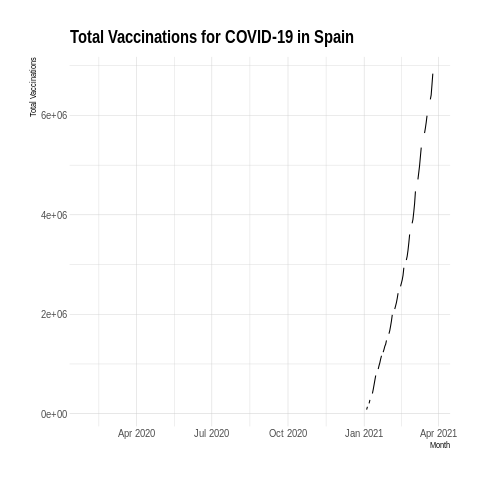 Total Vaccinations for COVID-19 in Spain
Total Vaccinations
6e+06
4e+06
2e+06
0e+00
Apr 2020 Jul 2020 Oct 2020 Jan 2021 Apr 2021
Month